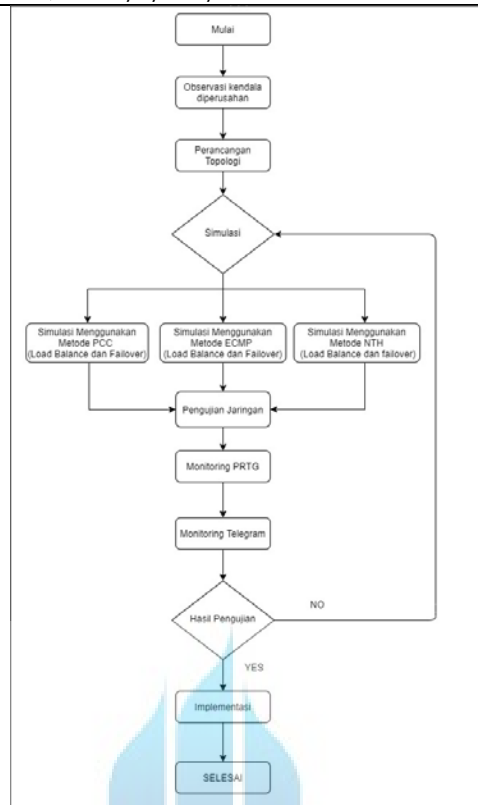 Mulai
Observasi kendala
diperusahan
Perancangan
Topologi
Simulasi
Simulasi Menggunakan
Metode PCC
(Load Balance dan Failover)
Simulasi Menggunakan
Metode ECMP
(Load Balance dan Failover)
Simulasi Menggunakan
Metode NTH
(Load Balance dan failover)
Pengujian Jaringan
Monitoring PRTG
Monitoring Telegram
Hasil Pengujian
NO
YES
Implementasi
SELESAI